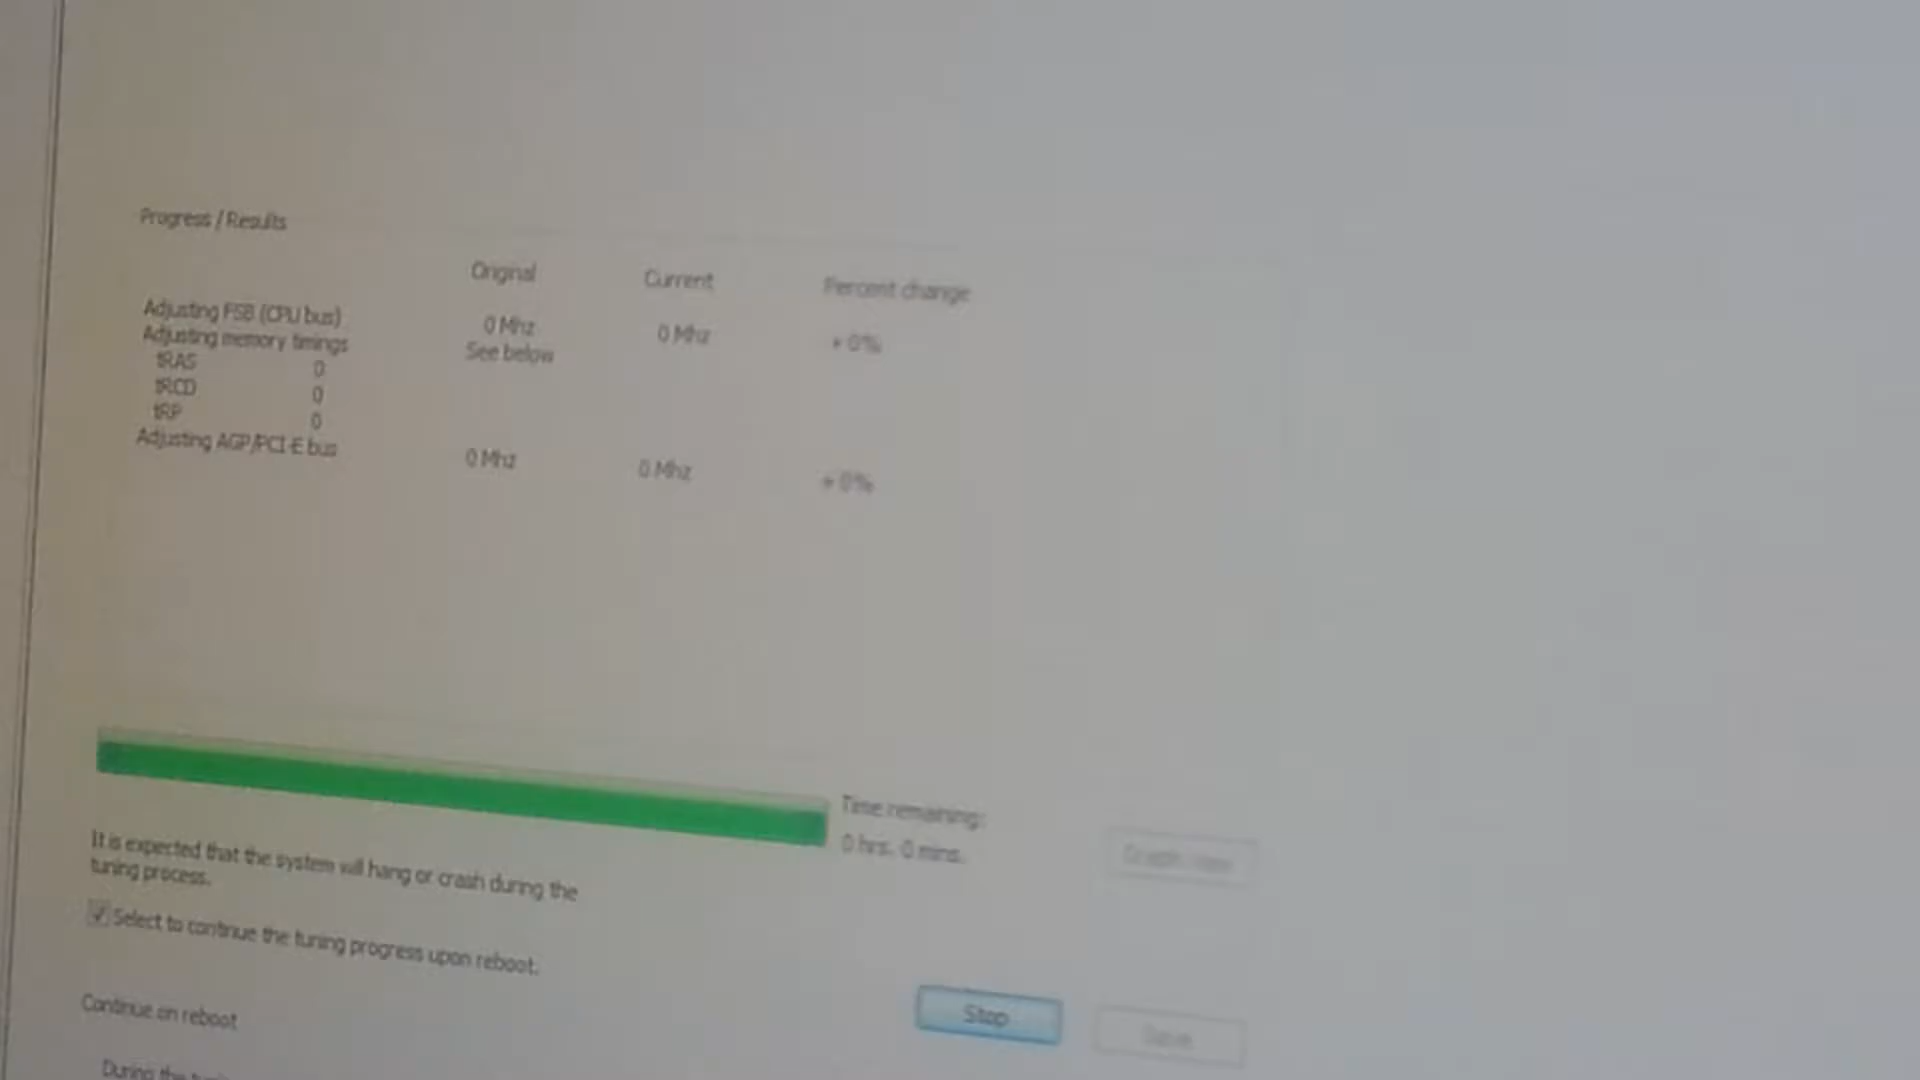 Progress / Results
Original Current Percent change
Adjusting FSB (CPU bus) 0 Mhz 0 Mhz + 0%
Adjusting memory timings See below
tRAS 0
tRCD 0
tRP 0
Adjusting AGP/PCI-E bus 0 Mhz 0 Mhz + 0%
Time remaining:
0 hrs. 0 mins.
It is expected that the system will hang or crash during the
tuning process.
Select to continue the tuning progress upon reboot.
Stop Save
Continue on reboot
During the